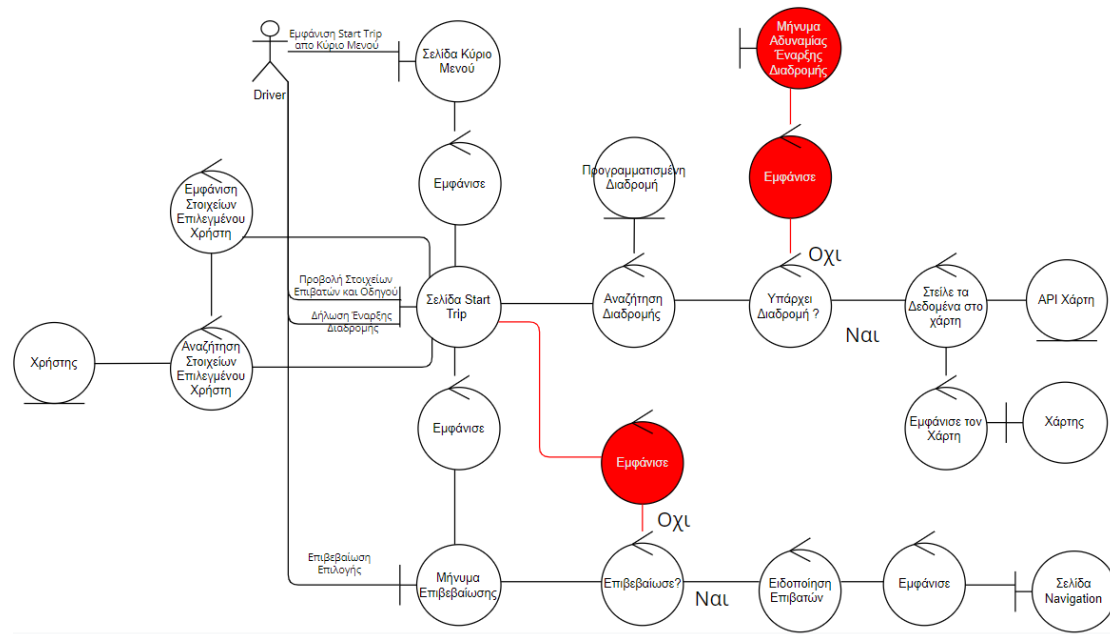 Εμφάνιση Start Trip
απο Κύριο Μενού
Driver
Σελίδα Κύριο
Μενού
Μήνυμα
Αδυναμίας
Έναρξης
Διαδρομής
Εμφάνισε
Προγραμματισμένη
Διαδρομή
Εμφάνισε
Εμφάνιση
Στοιχείων
Επιλεγμένου
Χρήστη
Οχι
Προβολή Στοιχείων
Επιβατών και Οδηγού
Δήλωση Έναρξης
Διαδρομής
Σελίδα Start
Trip
Αναζήτηση
Διαδρομής
Υπάρχει
Διαδρομή ?
Ναι
Στείλε τα
Δεδομένα στο
χάρτη
API Χάρτη
Χρήστης
Αναζήτηση
Στοιχείων
Επιλεγμένου
Χρήστη
Εμφάνισε
Εμφάνισε τον
Χάρτη
Χάρτης
Εμφάνισε
Οχι
Επιβεβαίωση
Επιλογής
Μήνυμα
Επιβεβαίωσης
Επιβεβαίωσε?
Ναι
Ειδοποίηση
Επιβατών
Εμφάνισε
Σελίδα
Navigation